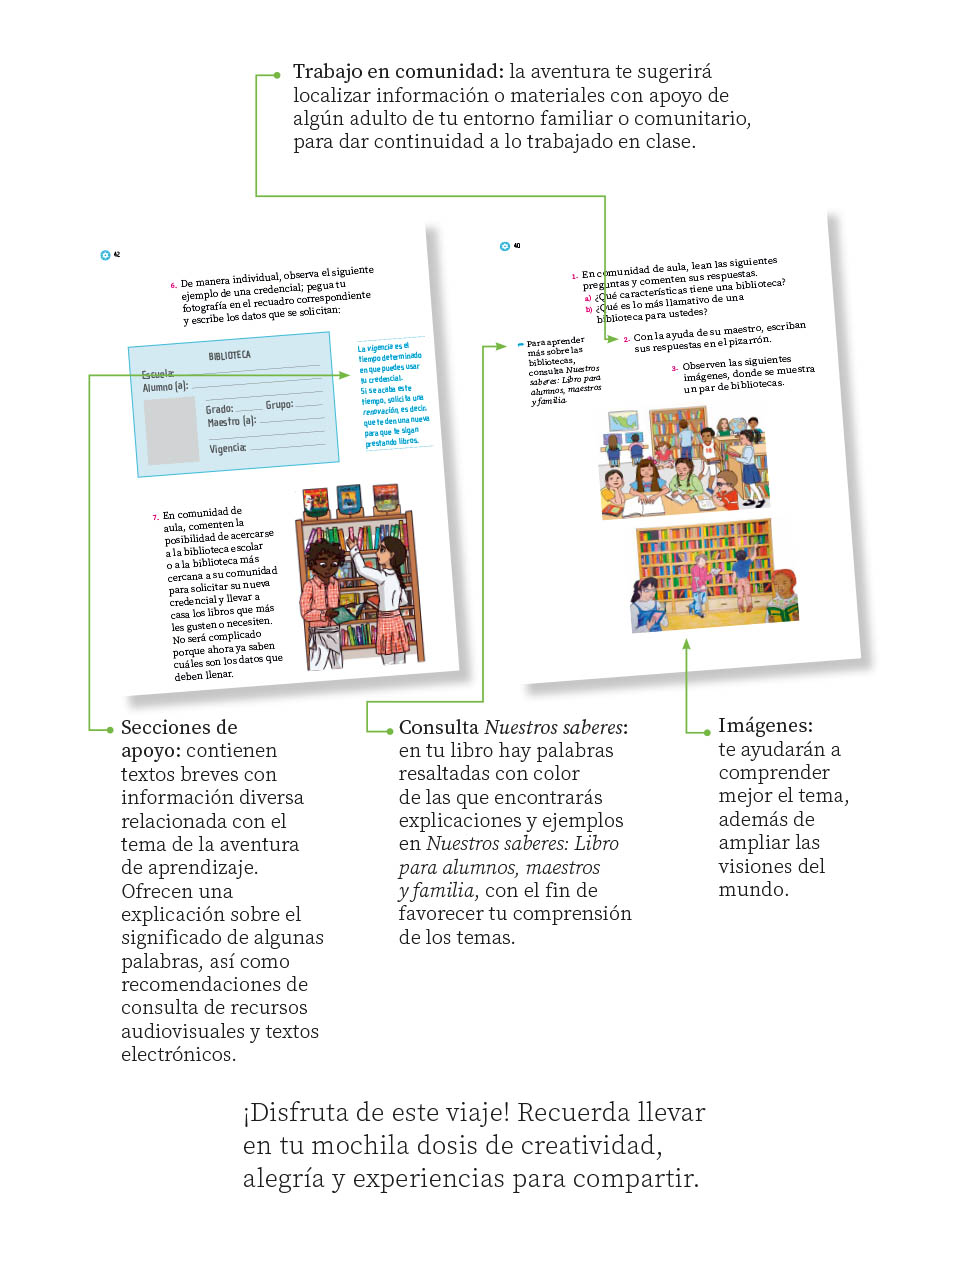 Trabajo en comunidad: la aventura te sugerirá
localizar información o materiales con apoyo de
algún adulto de tu entorno familiar o comunitario,
para dar continuidad a lo trabajado en clase.
42
6. De manera individual, observa el siguiente
ejemplo de una credencial; pega tu
fotografía en el recuadro correspondiente
y escribe los datos que se solicitan:
BIBLIOTECA
Escuela:
Alumno (a):
Grado: Grupo:
Maestro (a):
Vigencia:
La vigencia es el
tiempo determinado
en que puedes usar
tu credencial.
Si se acaba este
tiempo, solicita una
renovación, es decir,
que te den una nueva
para que te sigan
prestando libros.
7. En comunidad de
aula, comenten la
posibilidad de acercarse
a la biblioteca escolar
o a la biblioteca más
cercana a su comunidad
para solicitar su nueva
credencial y llevar a
casa los libros que más
les gusten o necesiten.
No será complicado
porque ahora ya saben
cuáles son los datos que
deben llenar.
40
1. En comunidad de aula, lean las siguientes
preguntas y comenten sus respuestas.
a) ¿Qué características tiene una biblioteca?
b) ¿Qué es lo más llamativo de una
biblioteca para ustedes?
2. Con la ayuda de su maestro, escriban
sus respuestas en el pizarrón.
Para aprender
más sobre las
bibliotecas,
consulta Nuestros
saberes: Libro para
alumnos, maestros
y familia.
3. Observen las siguientes
imágenes, donde se muestra
un par de bibliotecas.
Secciones de
apoyo: contienen
textos breves con
información diversa
relacionada con el
tema de la aventura
de aprendizaje.
Ofrecen una
explicación sobre el
significado de algunas
palabras, así como
recomendaciones de
consulta de recursos
audiovisuales y textos
electrónicos.
Consulta Nuestros saberes:
en tu libro hay palabras
resaltadas con color
de las que encontrarás
explicaciones y ejemplos
en Nuestros saberes: Libro
para alumnos, maestros
y familia, con el fin de
favorecer tu comprensión
de los temas.
Imágenes:
te ayudarán a
comprender
mejor el tema,
además de
ampliar las
visiones del
mundo.
¡Disfruta de este viaje! Recuerda llevar
en tu mochila dosis de creatividad,
alegría y experiencias para compartir.